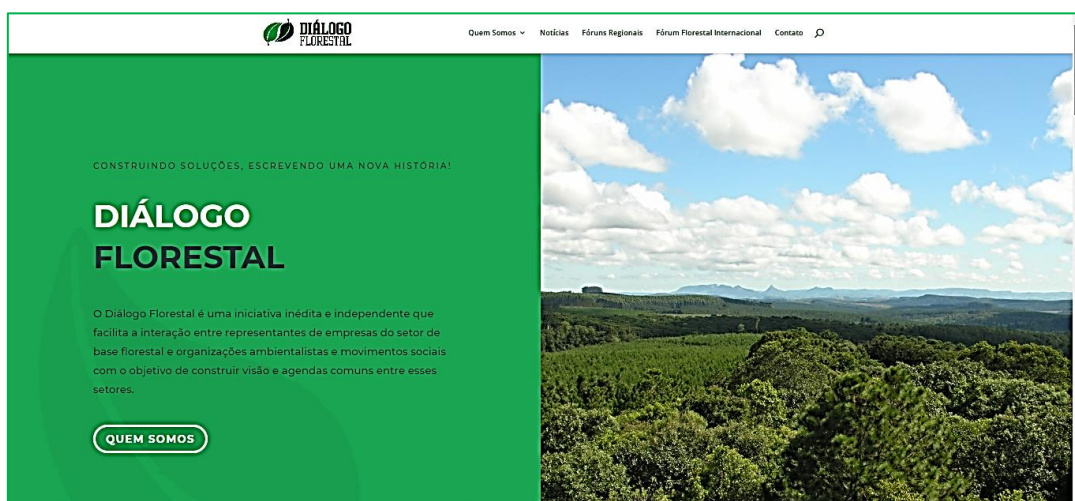 DIÁLOGO
FLORESTAL
Quem Somos
Notícias
Fóruns Regionais
Fórum Florestal Internacional
Contato
CONSTRUINDO SOLUÇÕES, ESCREVENDO UMA NOVA HISTÓRIA!
DIÁLOGO
FLORESTAL
O Diálogo Florestal é uma iniciativa inédita e independente que
facilita a interação entre representantes de empresas do setor de
base florestal e organizações ambientalistas e movimentos sociais
com o objetivo de construir visão e agendas comuns entre esses
setores.
QUEM SOMOS